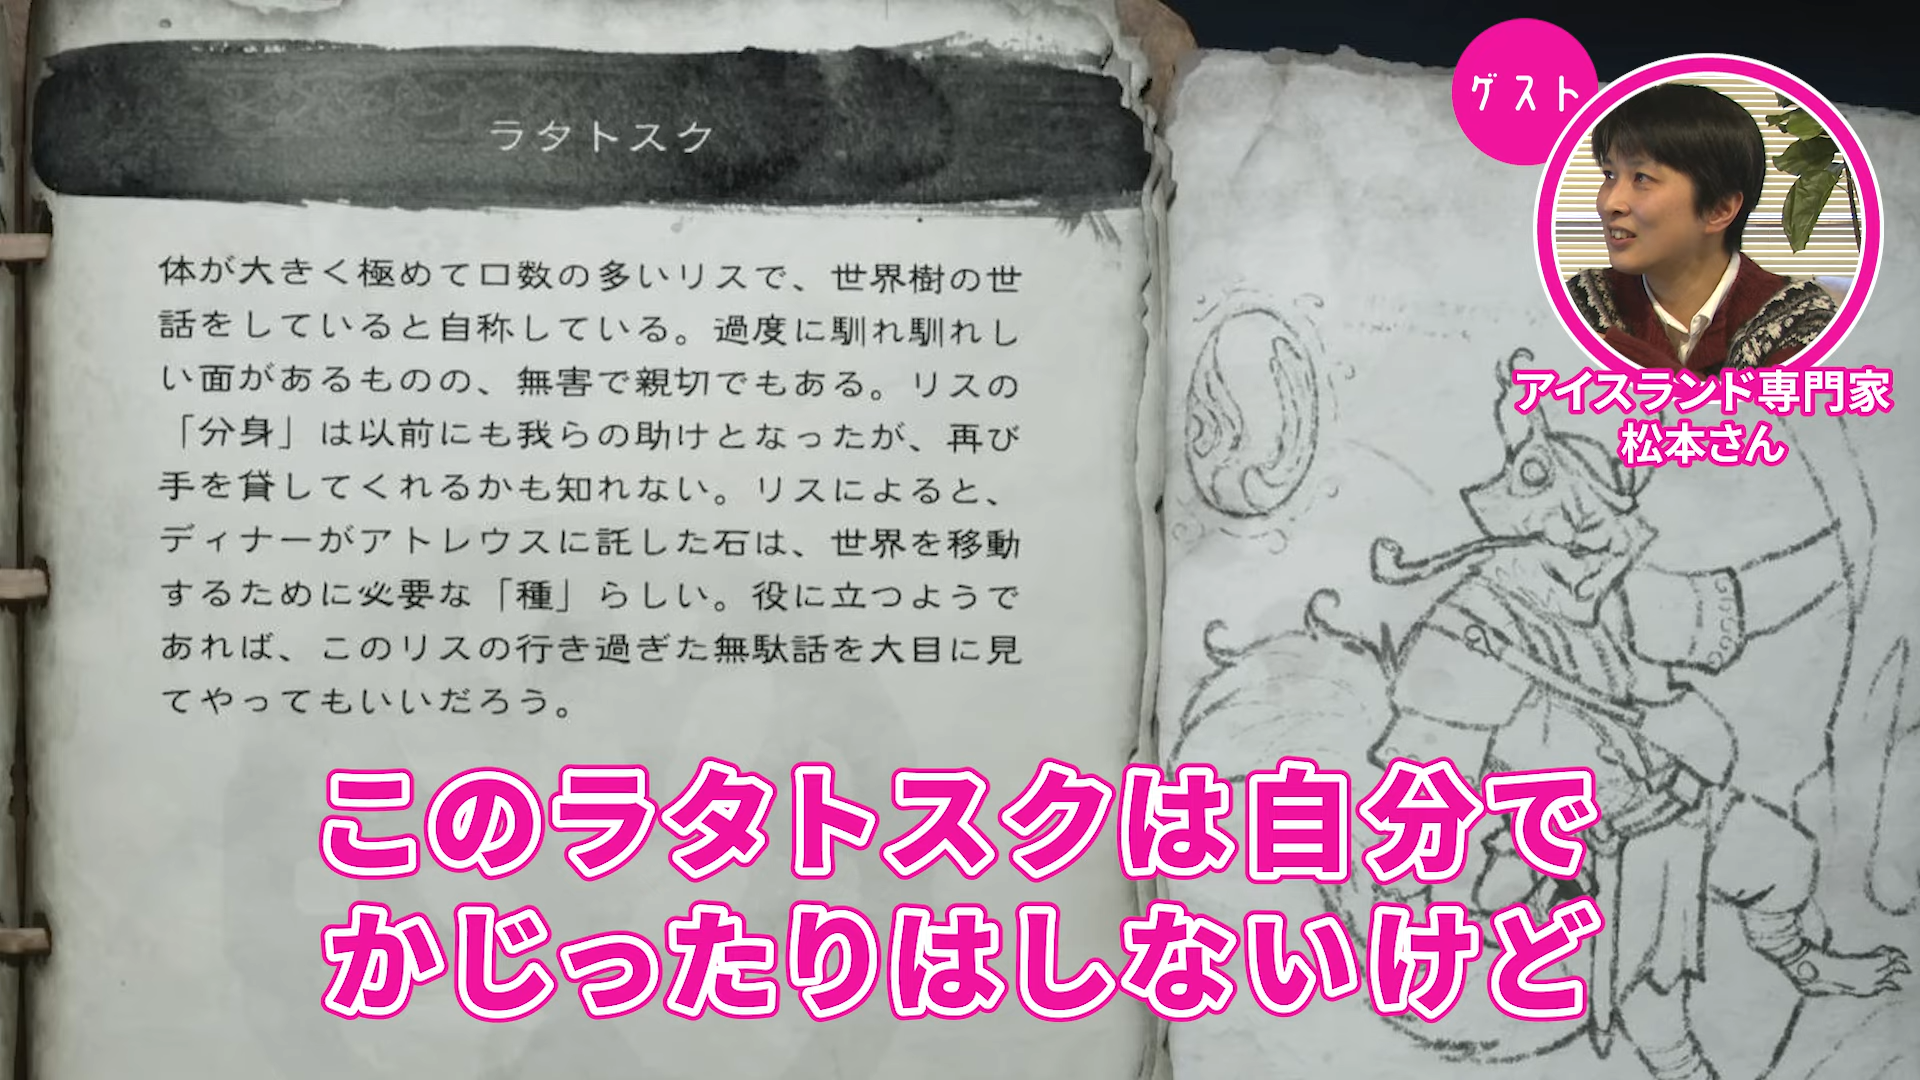 ラタトスク
体が大きく極めて口数の多いリスで、世界樹の世
話をしていると自称している。過度に馴れ馴れし
い面があるものの、無害で親切でもある。リスの
「分身」は以前にも我らの助けとなったが、再び
手を貸してくれるかも知れない。リスによると、
ディナーがアトレウスに託した石は、世界を移動
するために必要な「種」らしい。役に立つようで
あれば、このリスの行き過ぎた無駄話を大目に見
てやってもいいだろう。
ゲスト
アイスランド専門家
松本さん
このラタトスクは自分で
かじったりはしないけど